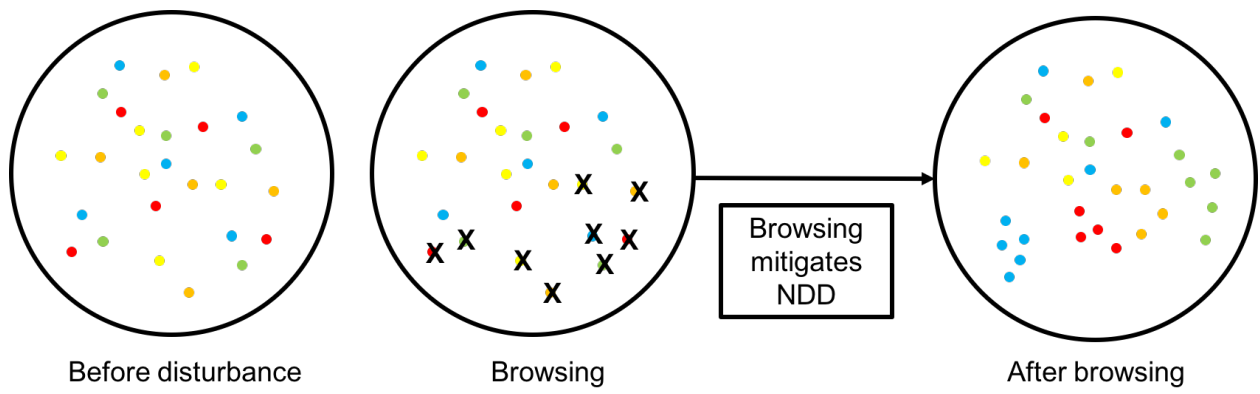 X
X
X
X
X
X
X
X
X
Browsing
mitigates
NDD
Before disturbance
Browsing
After browsing